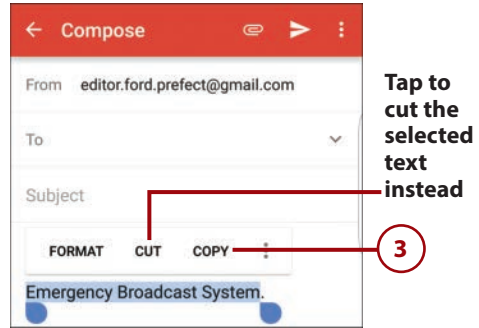 Compose
From editor.ford.prefect@gmail.com
To
Subject
FORMAT CUT COPY
Emergency Broadcast System.
Tap to
cut the
selected
text
instead
3